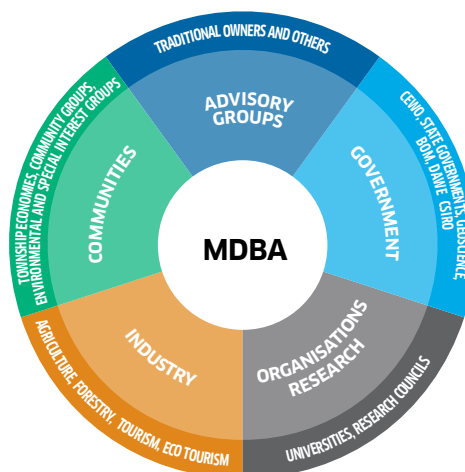 TRADITIONAL OWNERS AND OTHERS
ADVISORY
GROUPS
CEWO, STATE GOVERNMENTS, GEOSCIENCE,
BOM, DAWE CSIRO
GOVERNMENT
UNIVERSITIES, RESEARCH COUNCILS
ORGANISATIONS
RESEARCH
AGRICULTURE, FORESTRY, TOURISM, ECO TOURISM
INDUSTRY
TOWNSHIP ECONOMIES, COMMUNITY GROUPS,
ENVIRONMENTAL AND SPECIAL INTEREST GROUPS
COMMUNITIES
MDBA